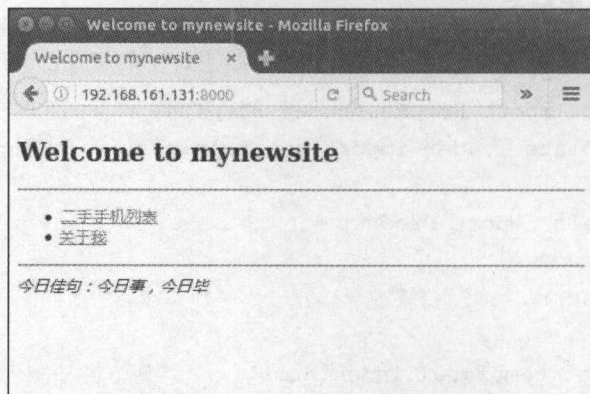 Welcome to mynewsite - Mozilla Firefox
Welcome to mynewsite
192.168.161.131:8000
Search
Welcome to mynewsite
二手手机列表
关于我
今日佳句：今日事，今日毕